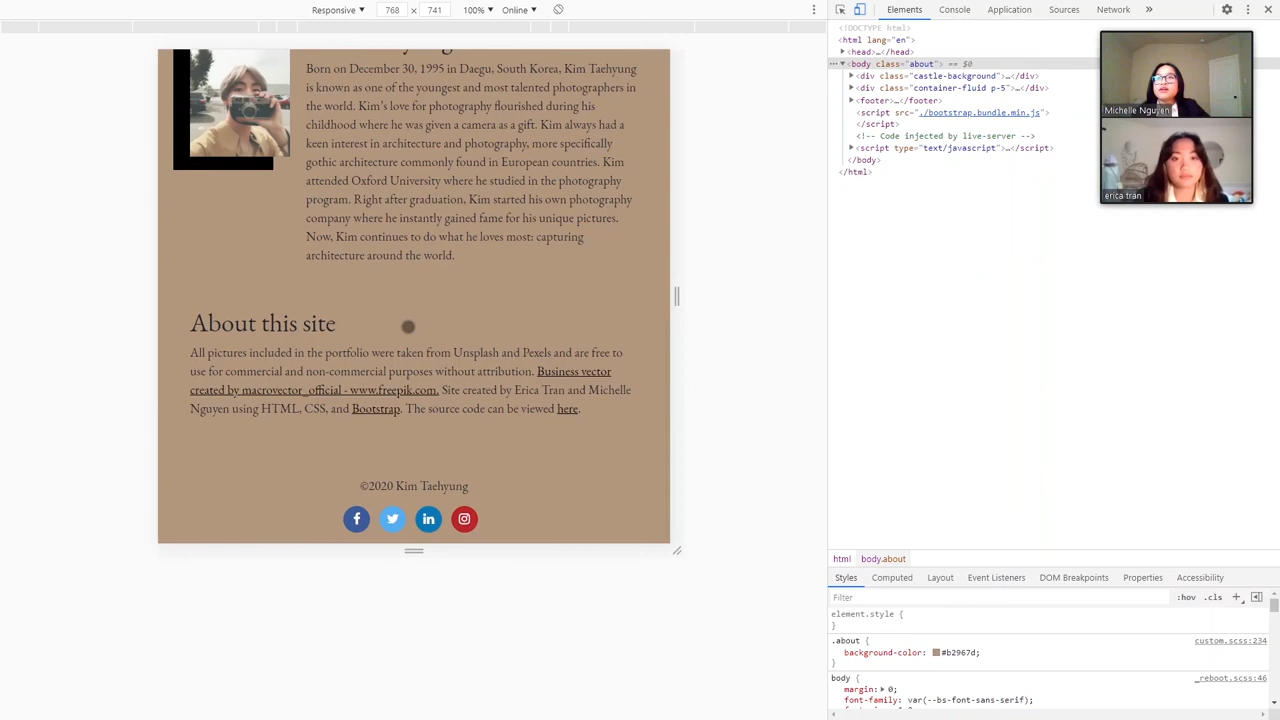 Responsive 768 × 741 100% Online
Elements Console Application Sources Network »
<!DOCTYPE html>
<html lang="en">
<head>…</head>
<body class="about"> == $0
<div class="castle-background">…</div>
<div class="container-fluid p-5">…</div>
<footer>…</footer>
<script src="./bootstrap.bundle.min.js">
</script>
<!-- Code injected by live-server -->
<script type="text/javascript">…</script>
</body>
</html>
Michelle Nguyen
erica tran
Born on December 30, 1995 in Daegu, South Korea, Kim Taehyung
is known as one of the youngest and most talented photographers in
the world. Kim's love for photography flourished during his
childhood where he was given a camera as a gift. Kim always had a
keen interest in architecture and photography, more specifically
gothic architecture commonly found in European countries. Kim
attended Oxford University where he studied in the photography
program. Right after graduation, Kim started his own photography
company where he instantly gained fame for his unique pictures.
Now, Kim continues to do what he loves most: capturing
architecture around the world.
About this site
All pictures included in the portfolio were taken from Unsplash and Pexels and are free to
use for commercial and non-commercial purposes without attribution. Business vector
created by macrovector_official - www.freepik.com. Site created by Erica Tran and Michelle
Nguyen using HTML, CSS, and Bootstrap. The source code can be viewed here.
©2020 Kim Taehyung
html body.about
Styles Computed Layout Event Listeners DOM Breakpoints Properties Accessibility
Filter :hov .cls +
element.style {
}
.about { custom.scss:234
background-color: #b2967d;
}
body { _reboot.scss:46
margin: 0;
font-family: var(--bs-font-sans-serif);